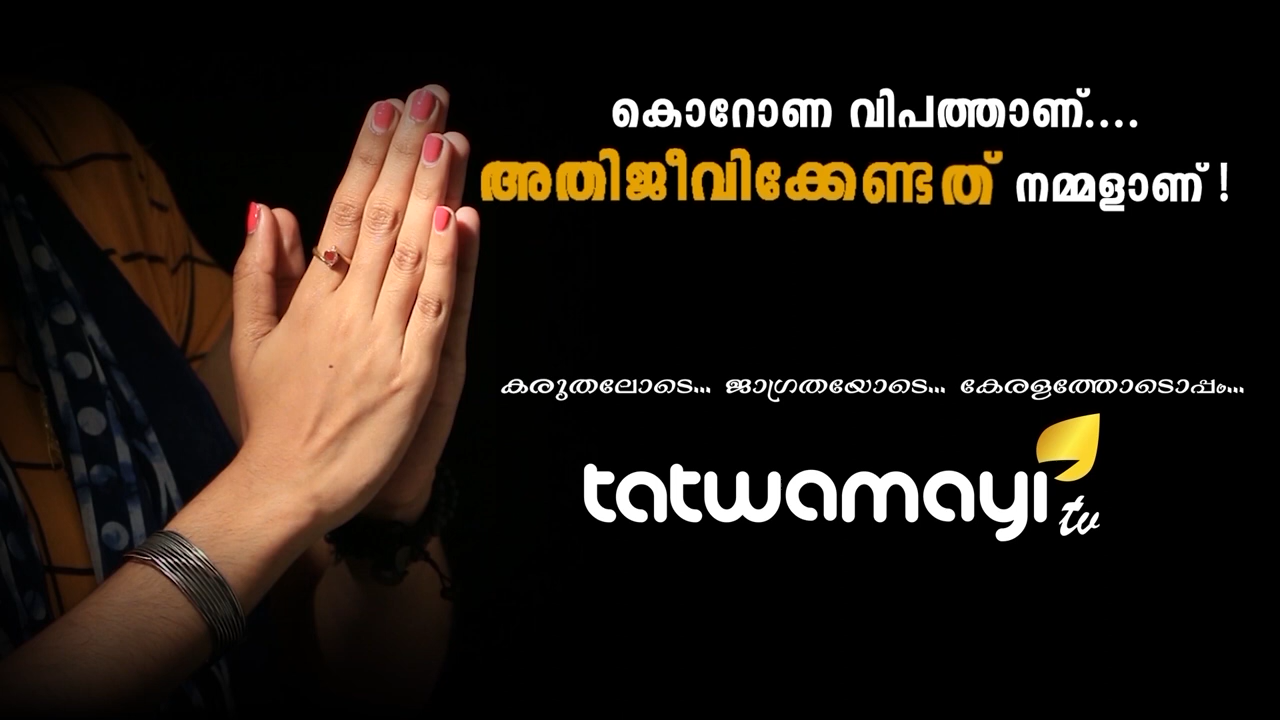 കൊറോണ വിപത്താണ്....
അതിജീവിക്കേണ്ടത് നമ്മളാണ് !
കരുതലോടെ... ജാഗ്രതയോടെ... കേരളത്തോടൊപ്പം...
tatwamayi
tv